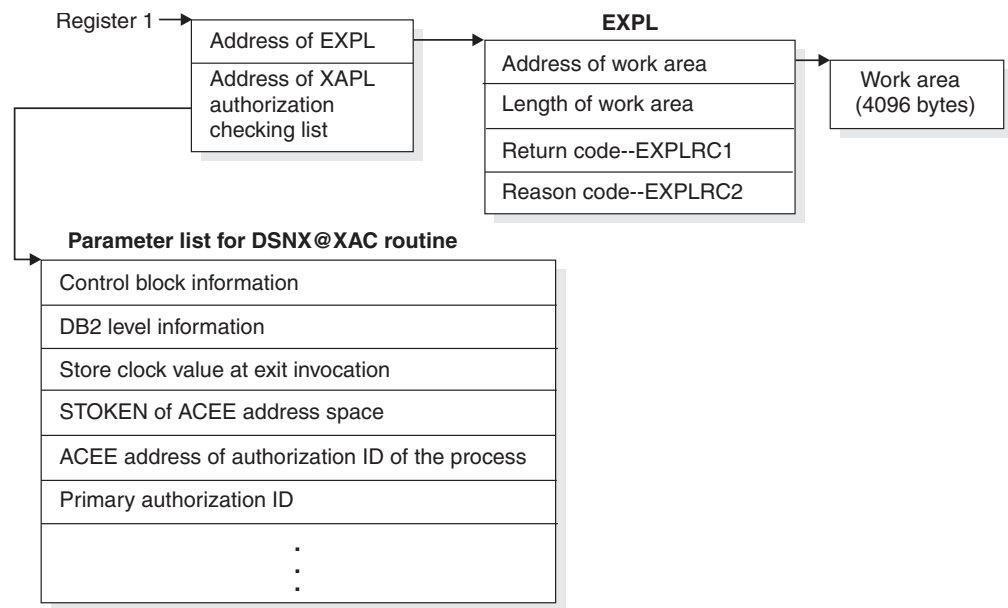 Register 1
Address of EXPL
Address of XAPL
authorization
checking list
EXPL
Address of work area
Length of work area
Return code--EXPLRC1
Reason code--EXPLRC2
Work area
(4096 bytes)
Parameter list for DSNX@XAC routine
Control block information
DB2 level information
Store clock value at exit invocation
STOKEN of ACEE address space
ACEE address of authorization ID of the process
Primary authorization ID
.
.
.